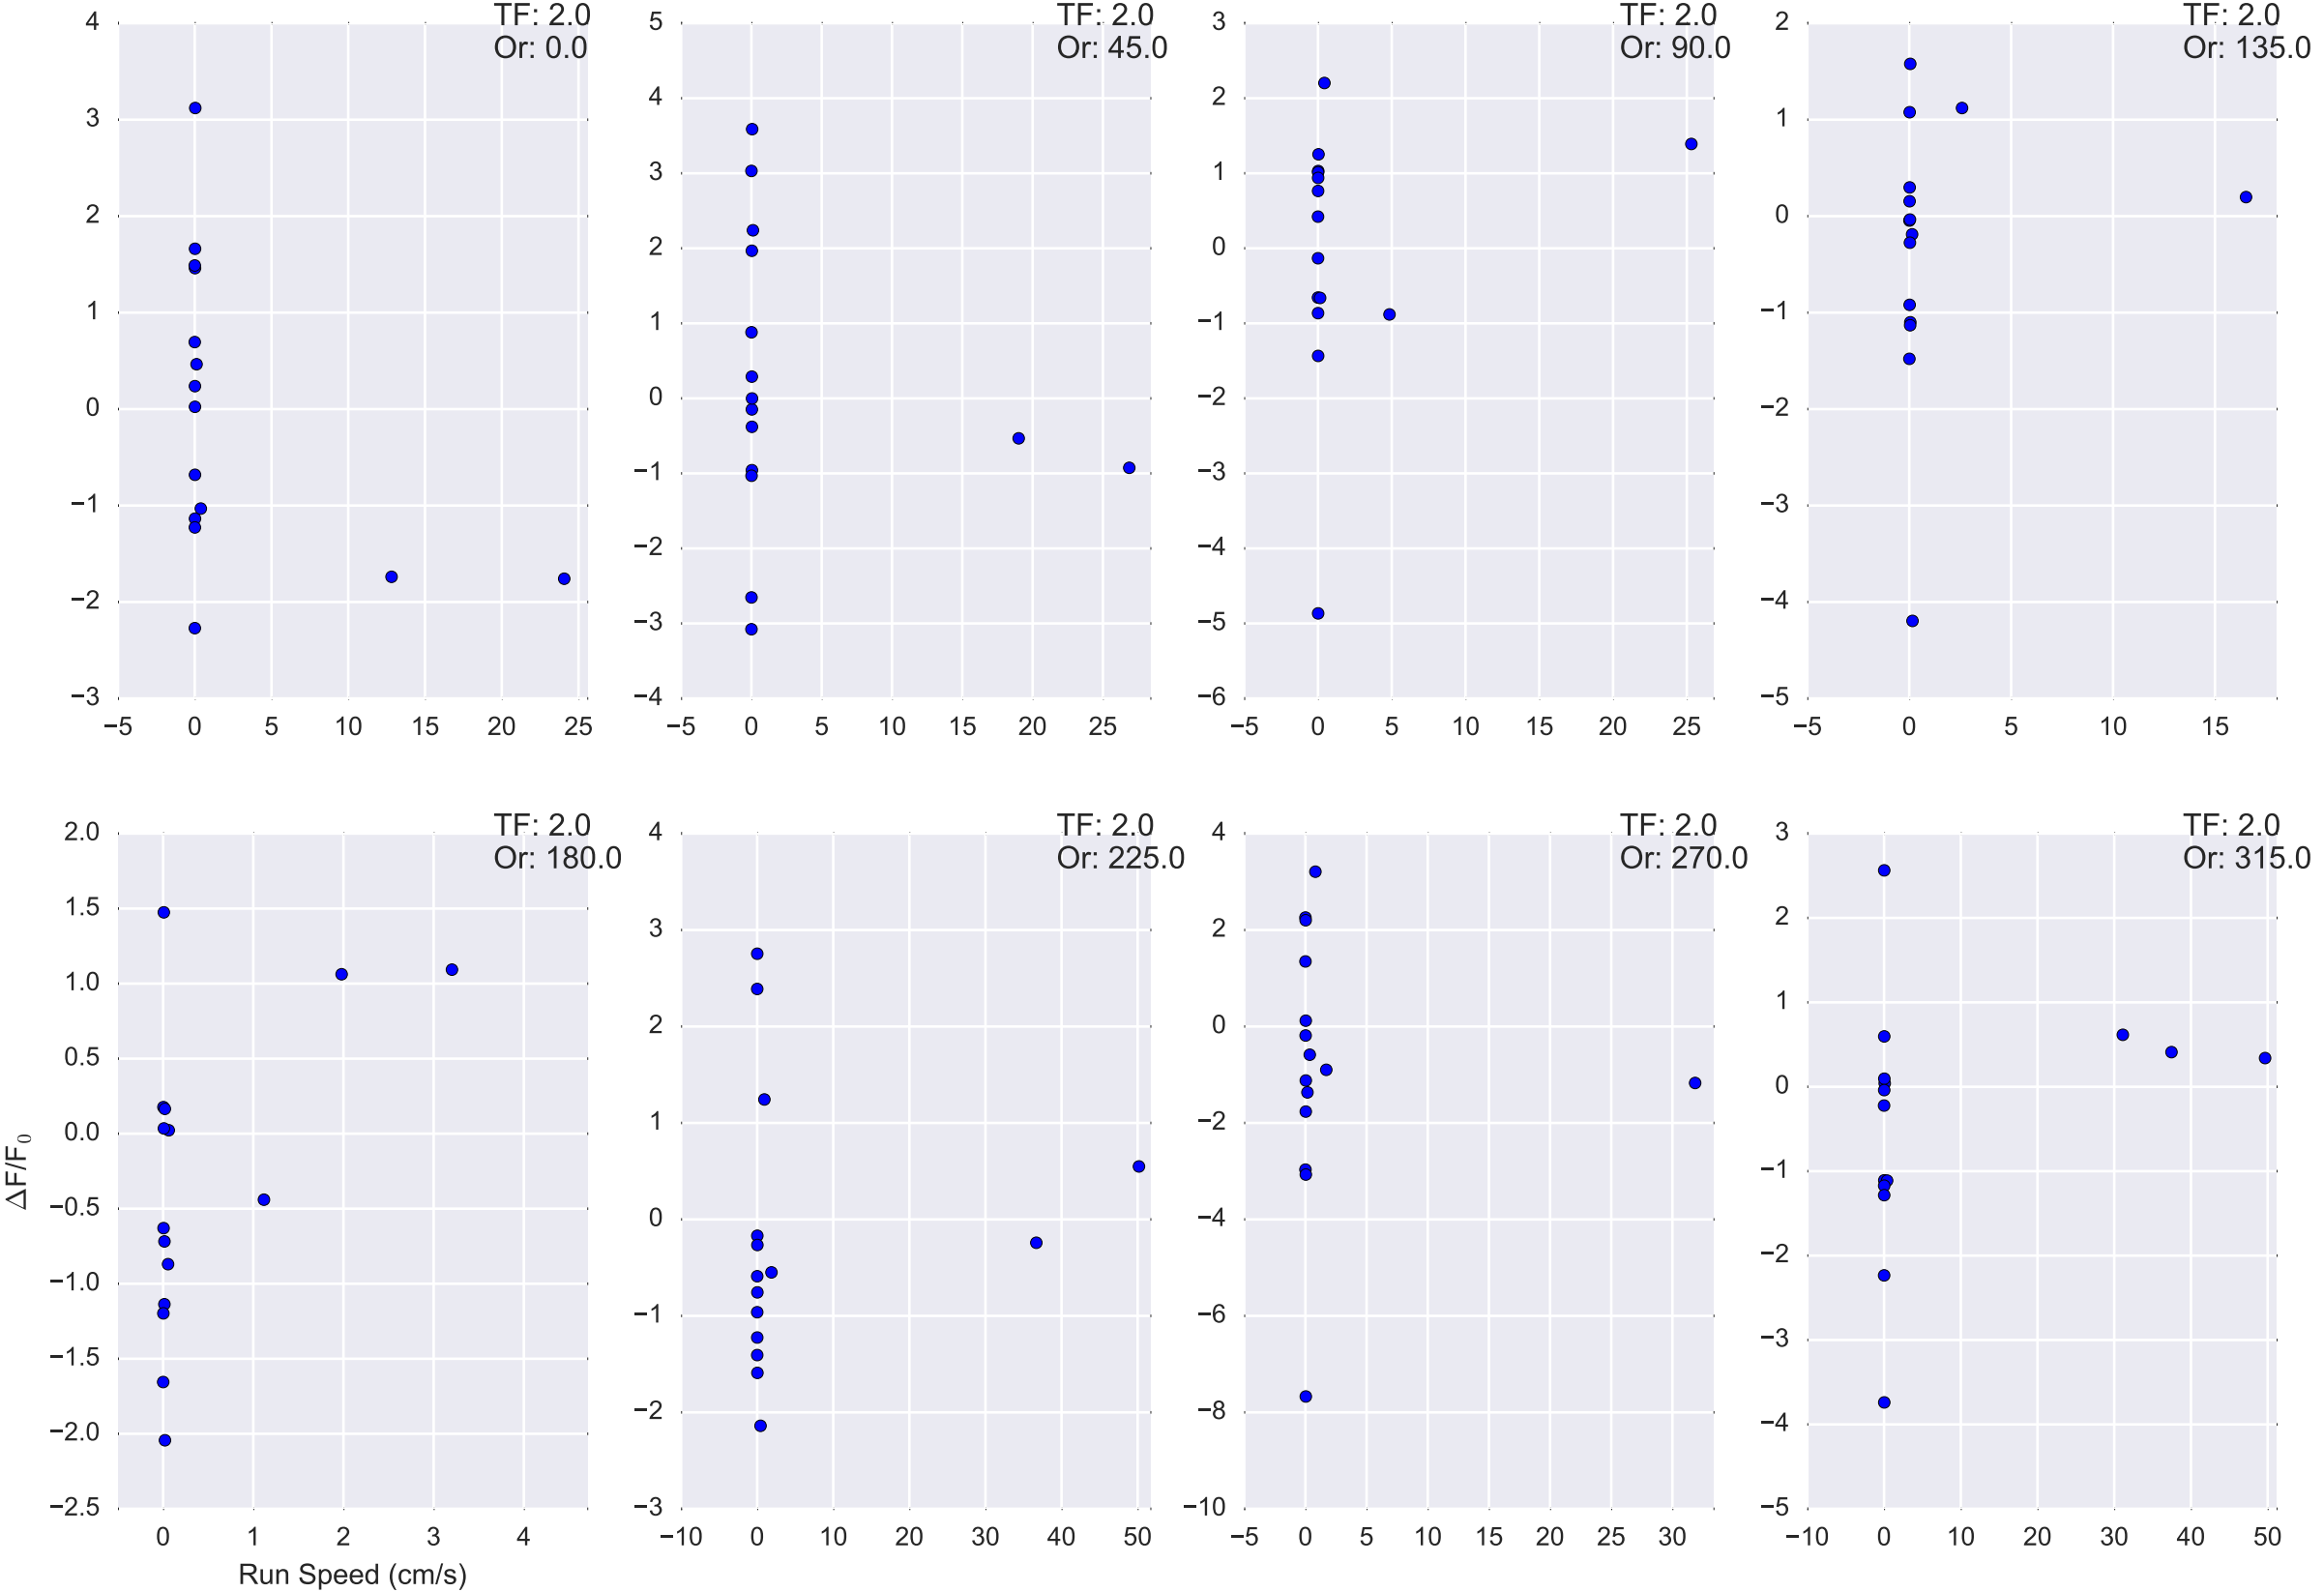 TF: 2.0
Or: 0.0
4
3
2
1
0
−1
−2
−3
−5 0 5 10 15 20 25
TF: 2.0
Or: 45.0
5
4
3
2
1
0
−1
−2
−3
−4
−5 0 5 10 15 20 25
TF: 2.0
Or: 90.0
3
2
1
0
−1
−2
−3
−4
−5
−6
−5 0 5 10 15 20 25
TF: 2.0
Or: 135.0
2
1
0
−1
−2
−3
−4
−5
−5 0 5 10 15
TF: 2.0
Or: 180.0
2.0
1.5
1.0
0.5
0.0
−0.5
−1.0
−1.5
−2.0
−2.5
0 1 2 3 4
ΔF/F₀
Run Speed (cm/s)
TF: 2.0
Or: 225.0
4
3
2
1
0
−1
−2
−3
−10 0 10 20 30 40 50
TF: 2.0
Or: 270.0
4
2
0
−2
−4
−6
−8
−10
−5 0 5 10 15 20 25 30
TF: 2.0
Or: 315.0
3
2
1
0
−1
−2
−3
−4
−5
−10 0 10 20 30 40 50